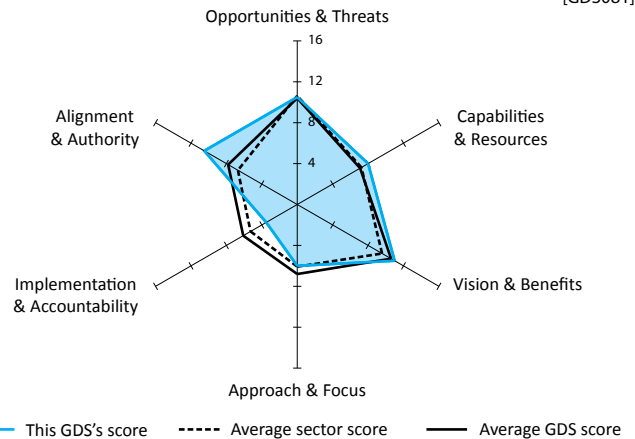 Opportunities & Threats
16
12
8
4
Alignment
& Authority
Capabilities
& Resources
Implementation
& Accountability
Vision & Benefits
Approach & Focus
This GDS's score
Average sector score
Average GDS score